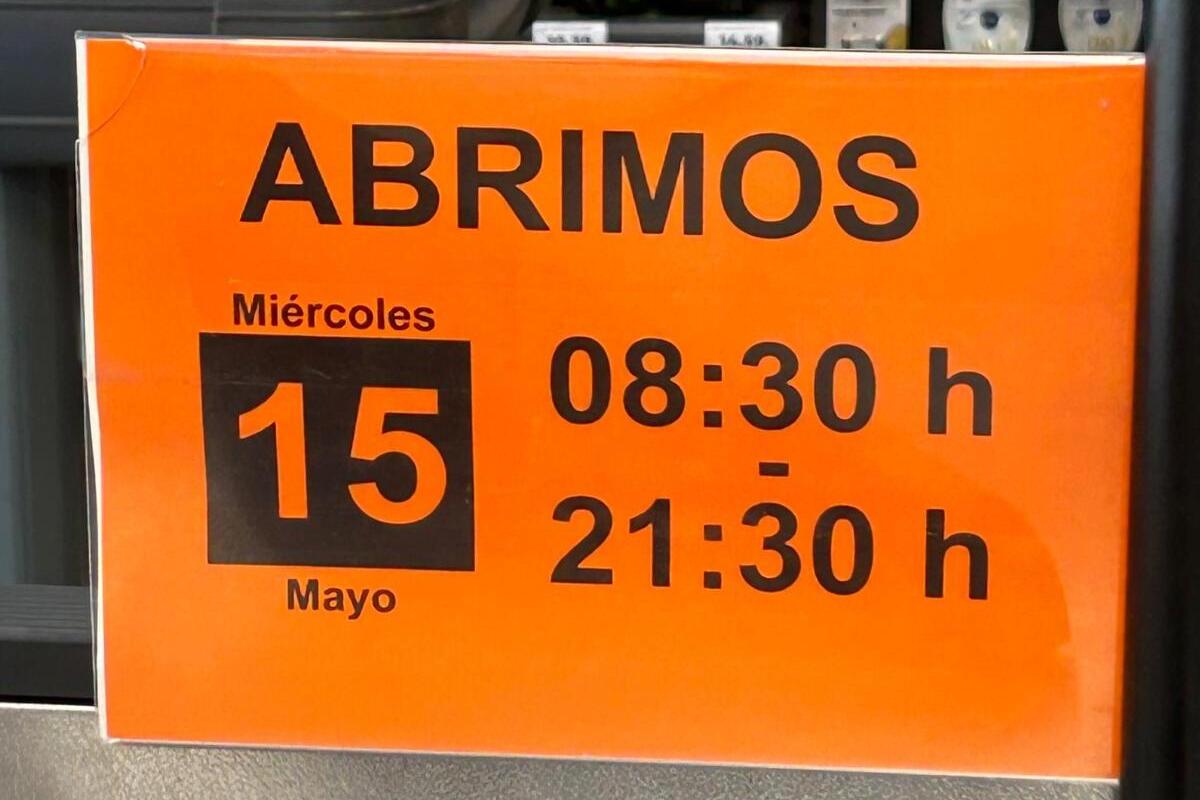 ABRIMOS
Miércoles
15
Mayo
08:30 h
-
21:30 h